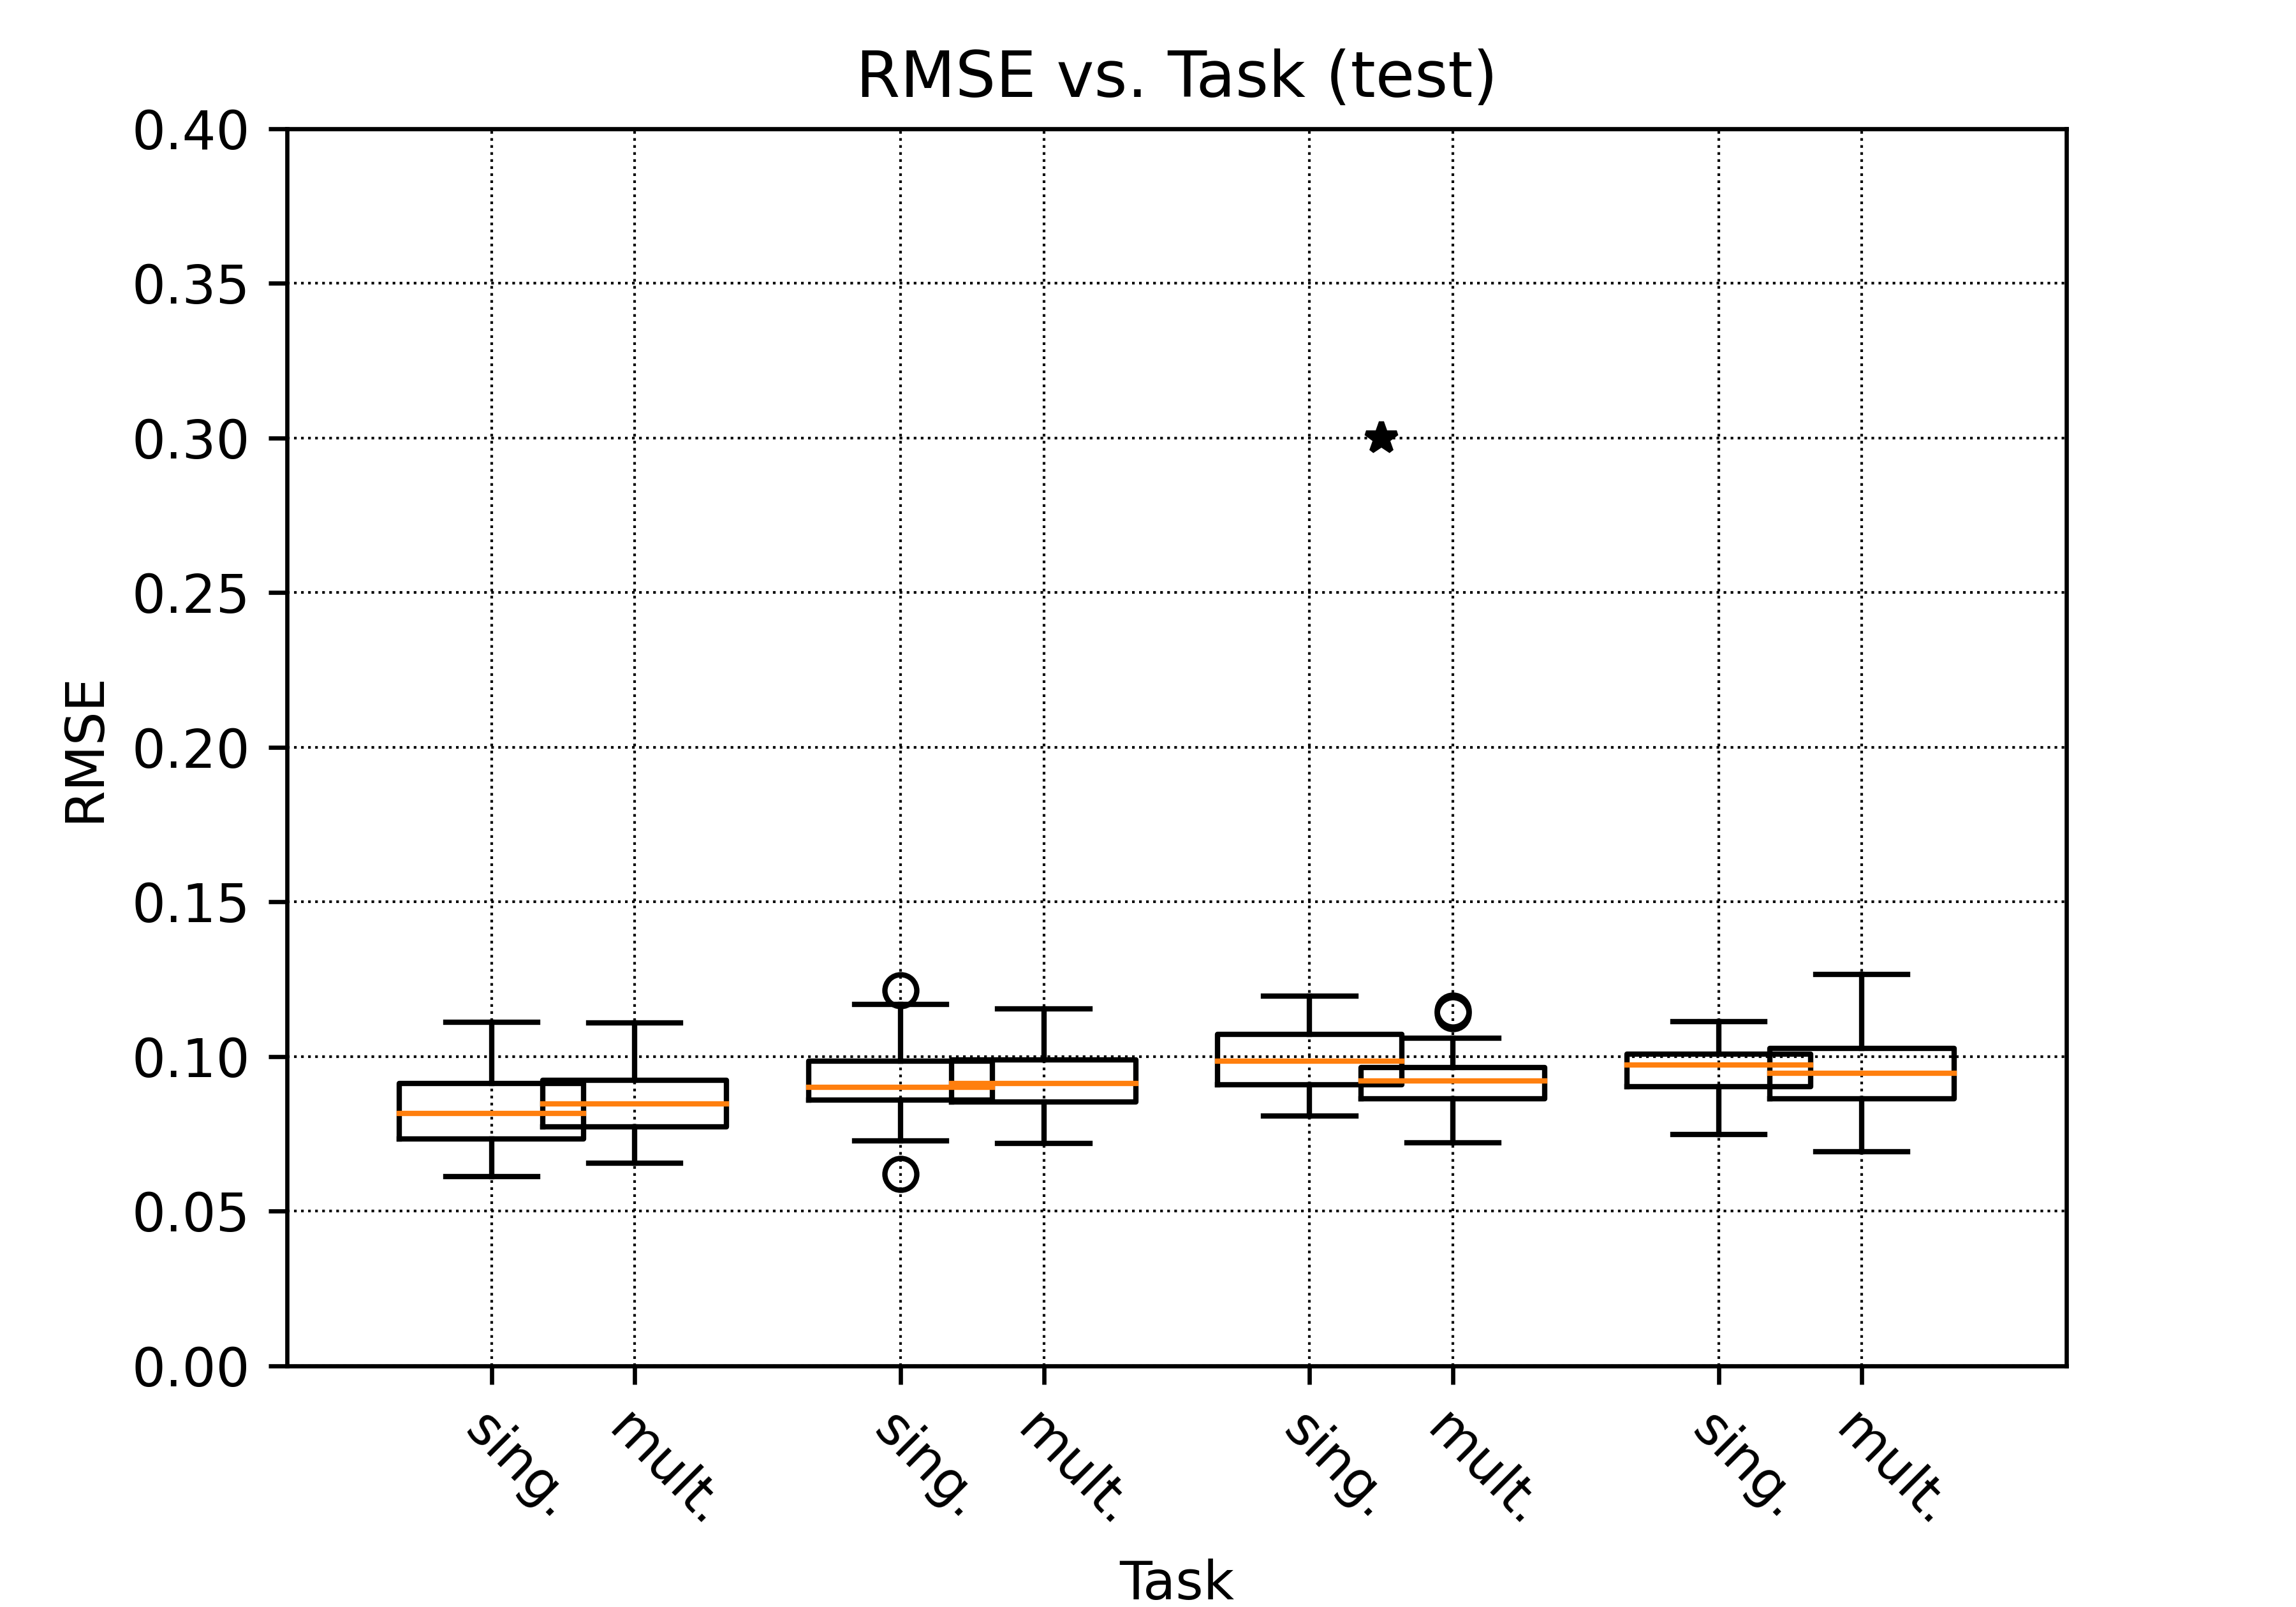 RMSE vs. Task (test)
RMSE
0.40
0.35
0.30
0.25
0.20
0.15
0.10
0.05
0.00
sing. mult. sing. mult. sing. mult. sing. mult.
Task